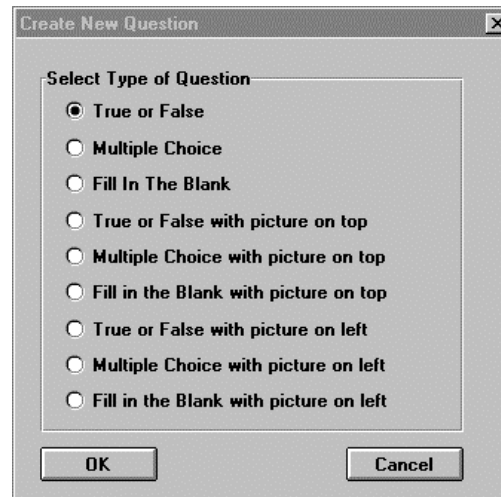 Create New Question
Select Type of Question
True or False
Multiple Choice
Fill In The Blank
True or False with picture on top
Multiple Choice with picture on top
Fill in the Blank with picture on top
True or False with picture on left
Multiple Choice with picture on left
Fill in the Blank with picture on left
OK Cancel